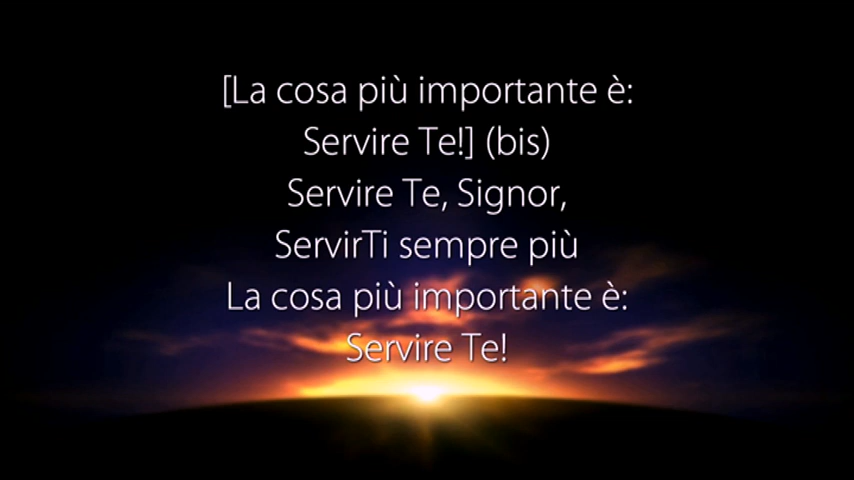 [La cosa più importante è:
Servire Te!] (bis)
Servire Te, Signor,
ServirTi sempre più
La cosa più importante è:
Servire Te!